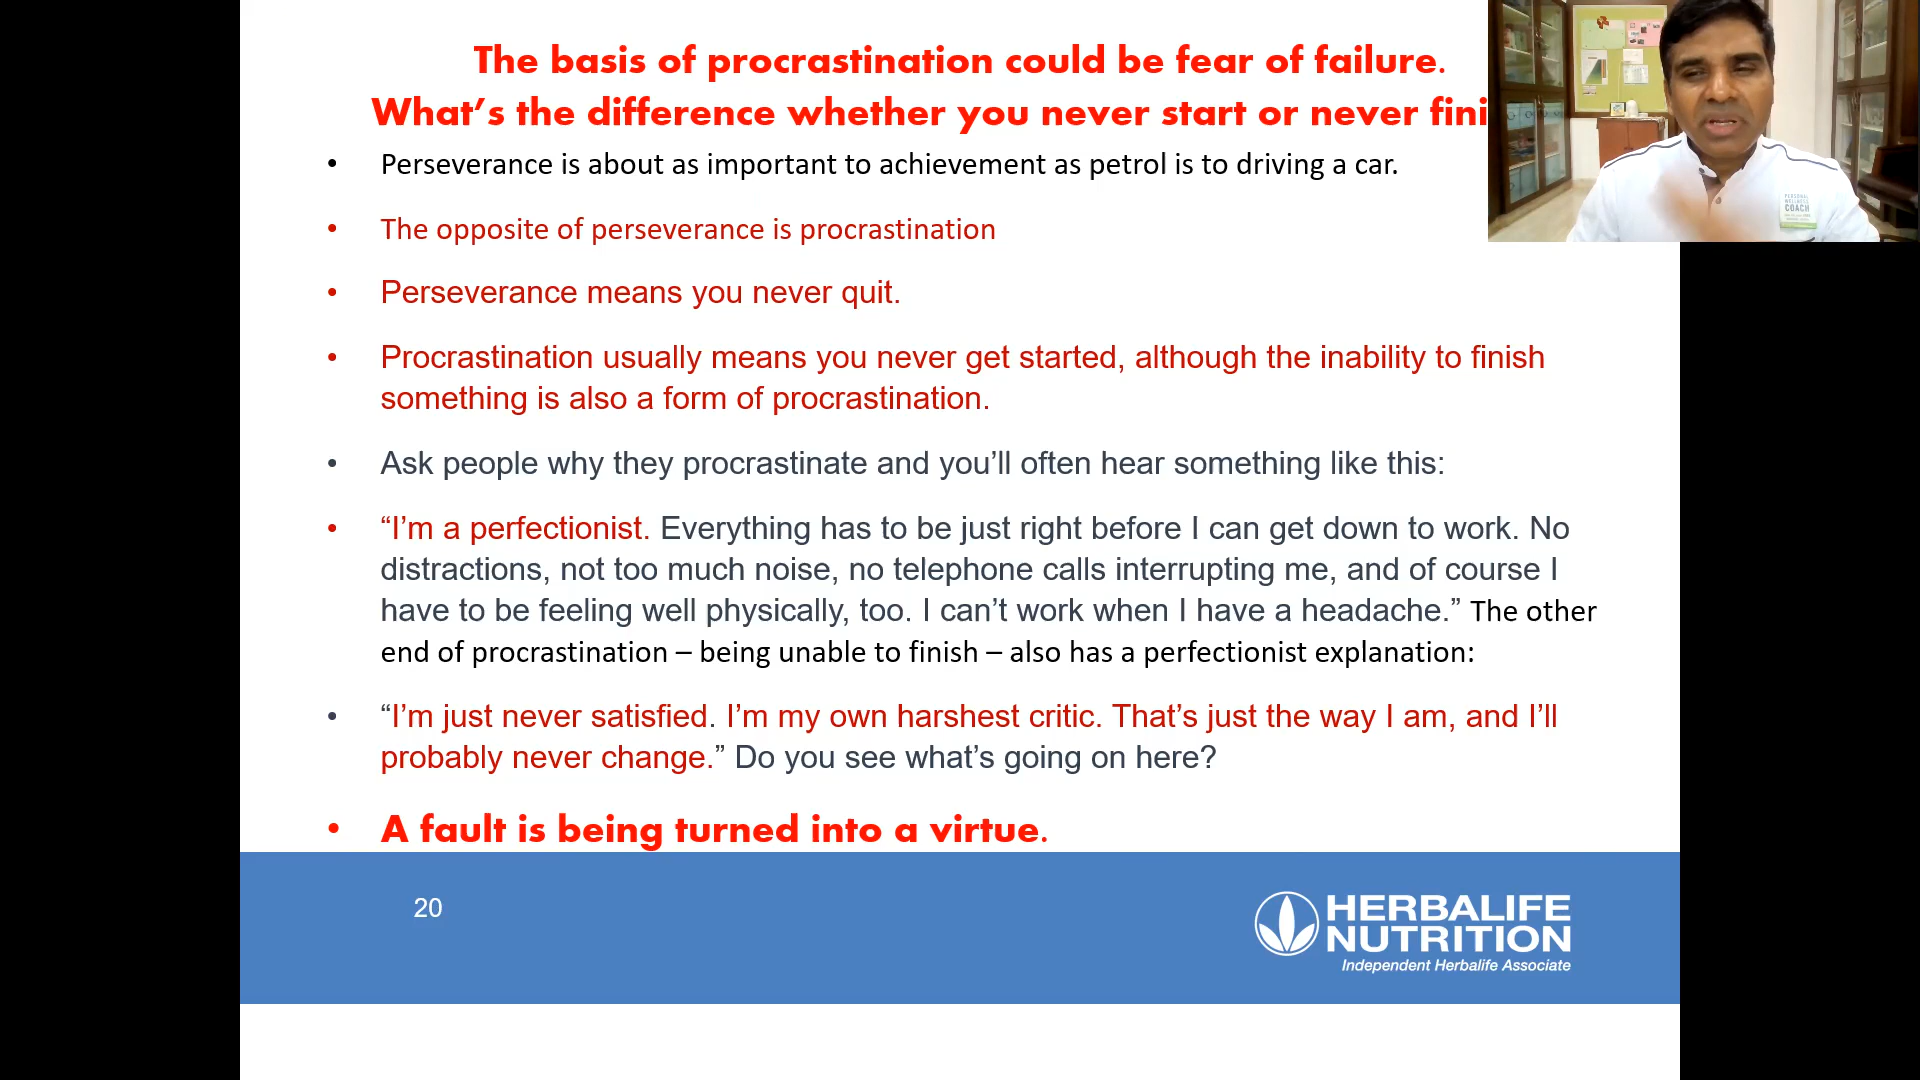 The basis of procrastination could be fear of failure.
What’s the difference whether you never start or never fini
• Perseverance is about as important to achievement as petrol is to driving a car.
• The opposite of perseverance is procrastination
• Perseverance means you never quit.
• Procrastination usually means you never get started, although the inability to finish
something is also a form of procrastination.
• Ask people why they procrastinate and you’ll often hear something like this:
• “I’m a perfectionist. Everything has to be just right before I can get down to work. No
distractions, not too much noise, no telephone calls interrupting me, and of course I
have to be feeling well physically, too. I can’t work when I have a headache.” The other
end of procrastination – being unable to finish – also has a perfectionist explanation:
• “I’m just never satisfied. I’m my own harshest critic. That’s just the way I am, and I’ll
probably never change.” Do you see what’s going on here?
• A fault is being turned into a virtue.
20
HERBALIFE
NUTRITION
Independent Herbalife Associate
PERSONAL
WELLNESS
COACH